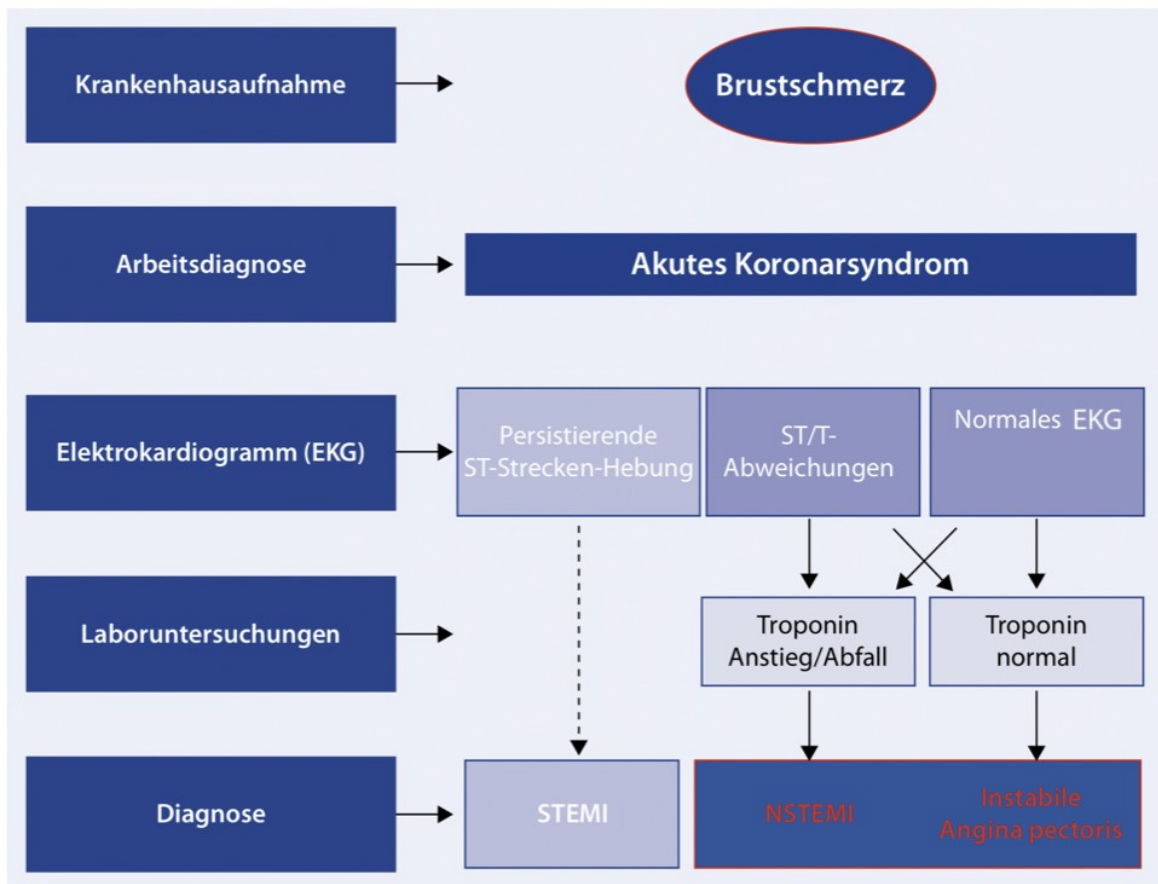 Krankenhausaufnahme
Brustschmerz
Arbeitsdiagnose
Akutes Koronarsyndrom
Elektrokardiogramm (EKG)
Persistierende
ST-Strecken-Hebung
ST/T-
Abweichungen
Normales EKG
Laboruntersuchungen
Troponin
Anstieg/Abfall
Troponin
normal
Diagnose
STEMI
NSTEMI
Instabile
Angina pectoris